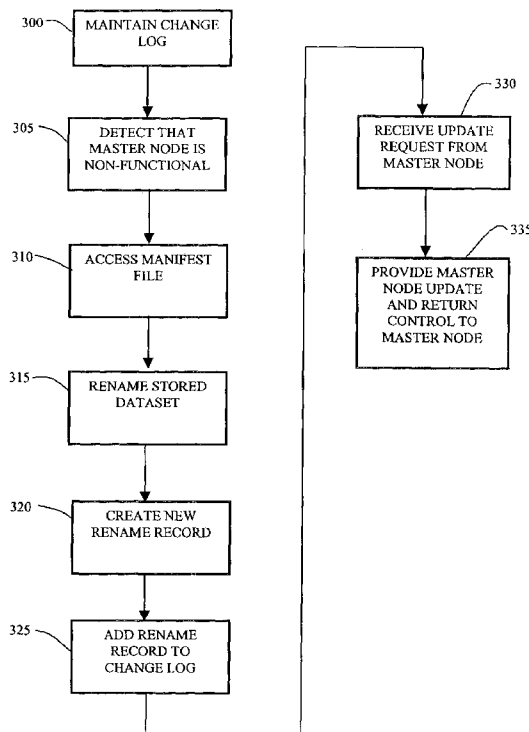 300
MAINTAIN CHANGE
LOG
305
DETECT THAT
MASTER NODE IS
NON-FUNCTIONAL
310
ACCESS MANIFEST
FILE
315
RENAME STORED
DATASET
320
CREATE NEW
RENAME RECORD
325
ADD RENAME
RECORD TO
CHANGE LOG
330
RECEIVE UPDATE
REQUEST FROM
MASTER NODE
335
PROVIDE MASTER
NODE UPDATE
AND RETURN
CONTROL TO
MASTER NODE